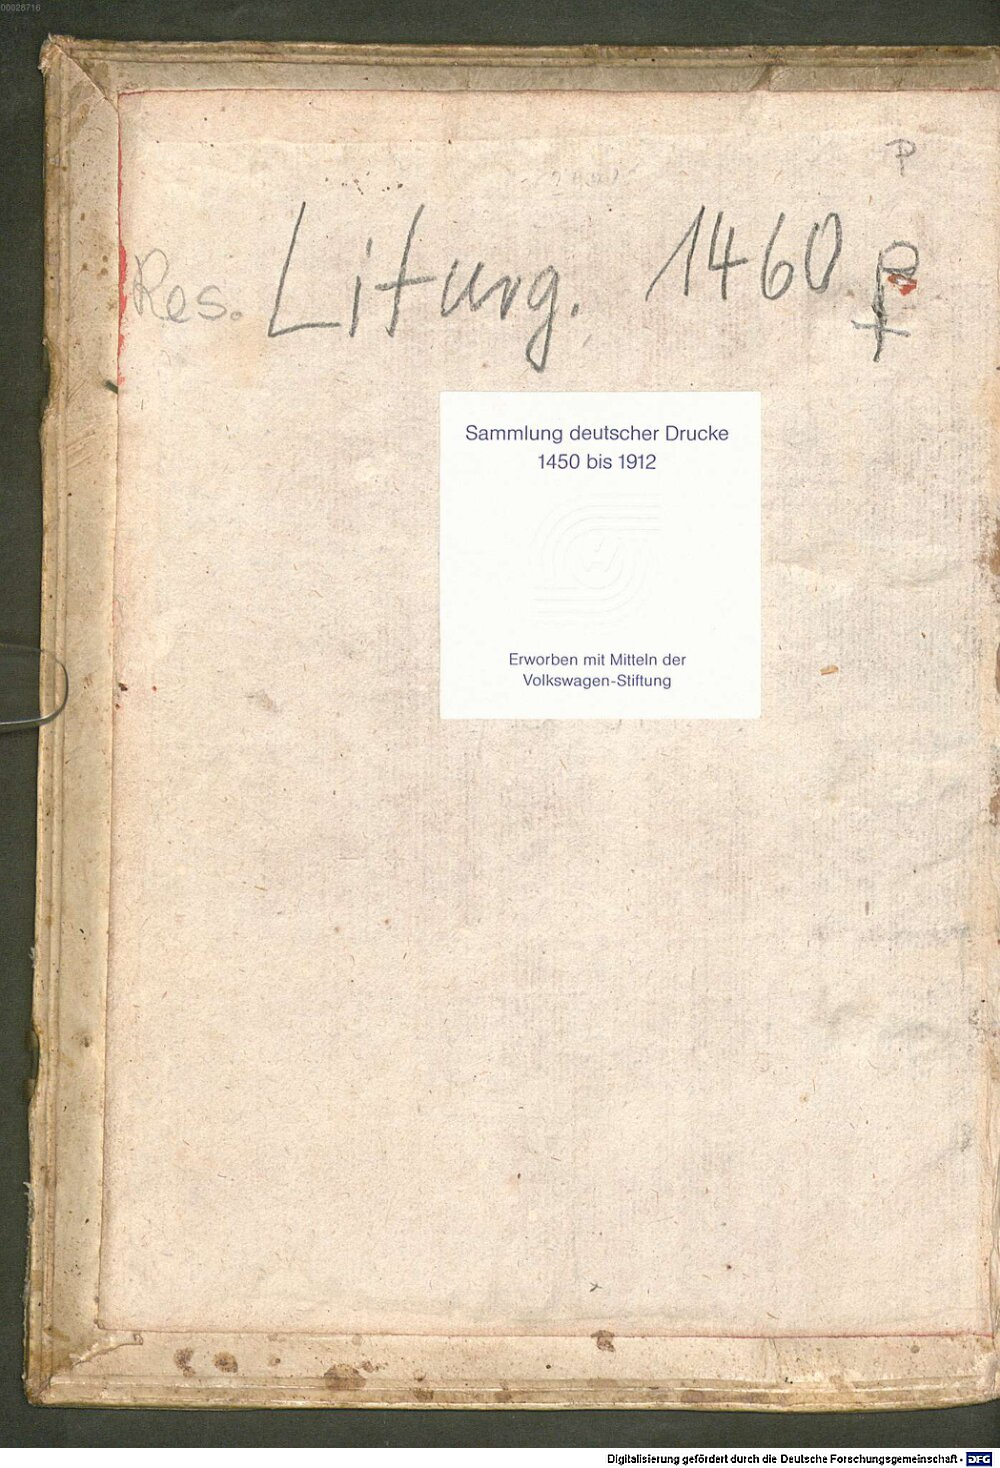 00028716
P
Res. Liturg. 1460 p
Sammlung deutscher Drucke
1450 bis 1912
Erworben mit Mitteln der
Volkswagen-Stiftung
Digitalisierung gefördert durch die Deutsche Forschungsgemeinschaft - DFG